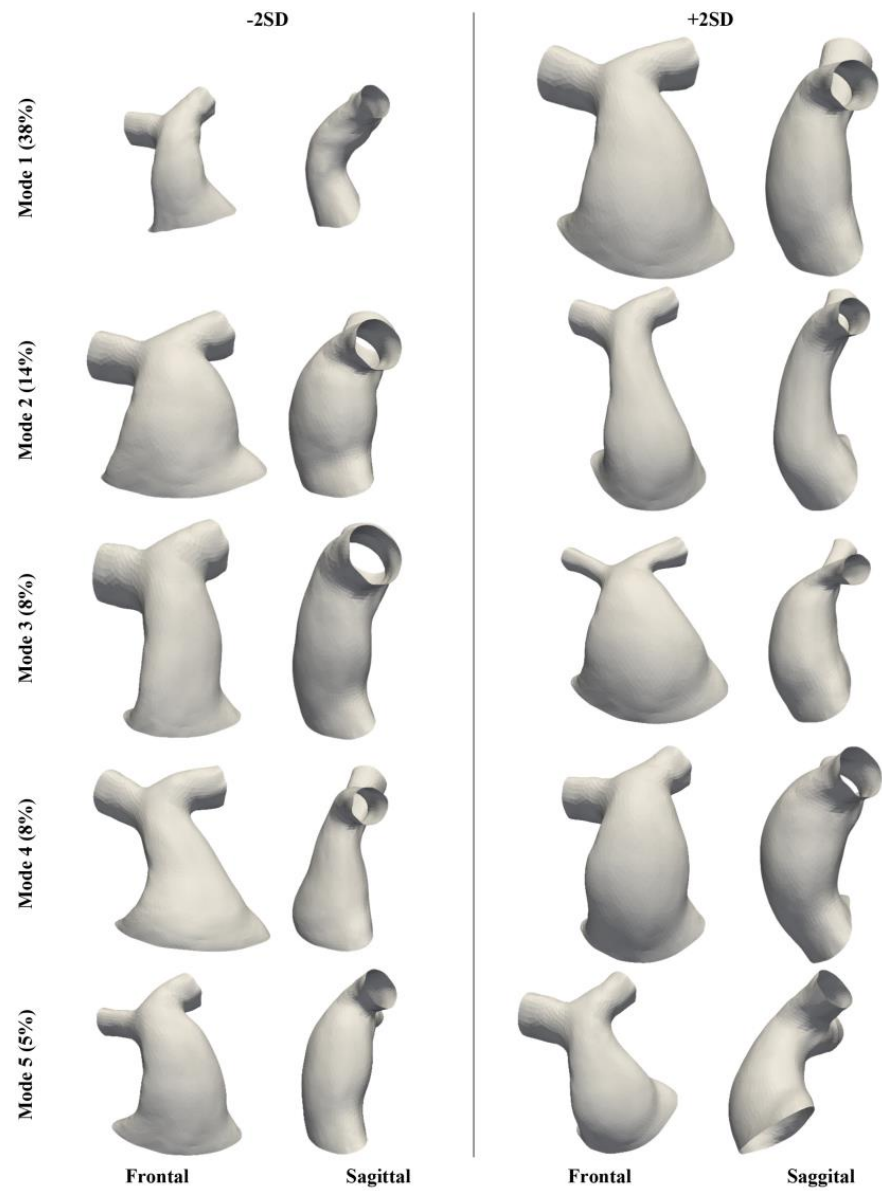 -2SD
+2SD
Mode 1 (38%)
Mode 2 (14%)
Mode 3 (8%)
Mode 4 (8%)
Mode 5 (5%)
Frontal
Sagittal
Frontal
Saggital